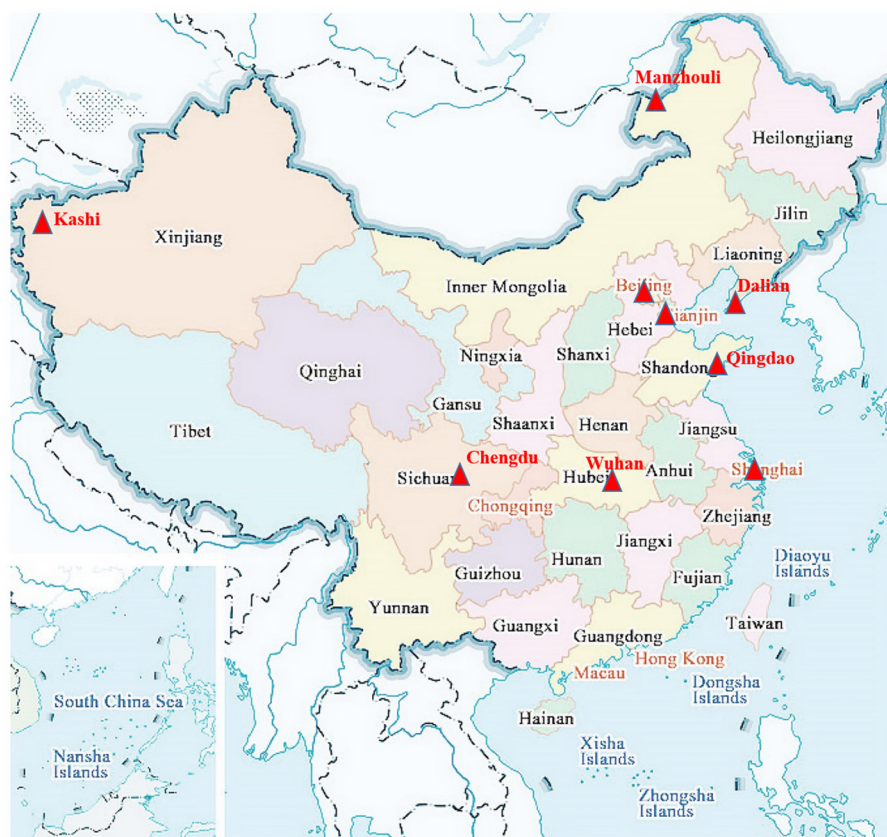 Manzhouli
Heilongjiang
Jilin
Kashi
Xinjiang
Liaoning
Inner Mongolia
Beijing
Dalian
Tianjin
Hebei
Ningxia
Shanxi
Qinghai
Shandong
Qingdao
Gansu
Shaanxi
Henan
Jiangsu
Tibet
Chengdu
Wuhan
Sichuan
Hubei
Anhui
Shanghai
Chongqing
Zhejiang
Hunan
Jiangxi
Diaoyu
Islands
Guizhou
Fujian
Yunnan
Guangxi
Guangdong
Taiwan
Hong Kong
Macau
Dongsha
Islands
South China Sea
Hainan
Nansha
Islands
Xisha
Islands
Zhongsha
Islands